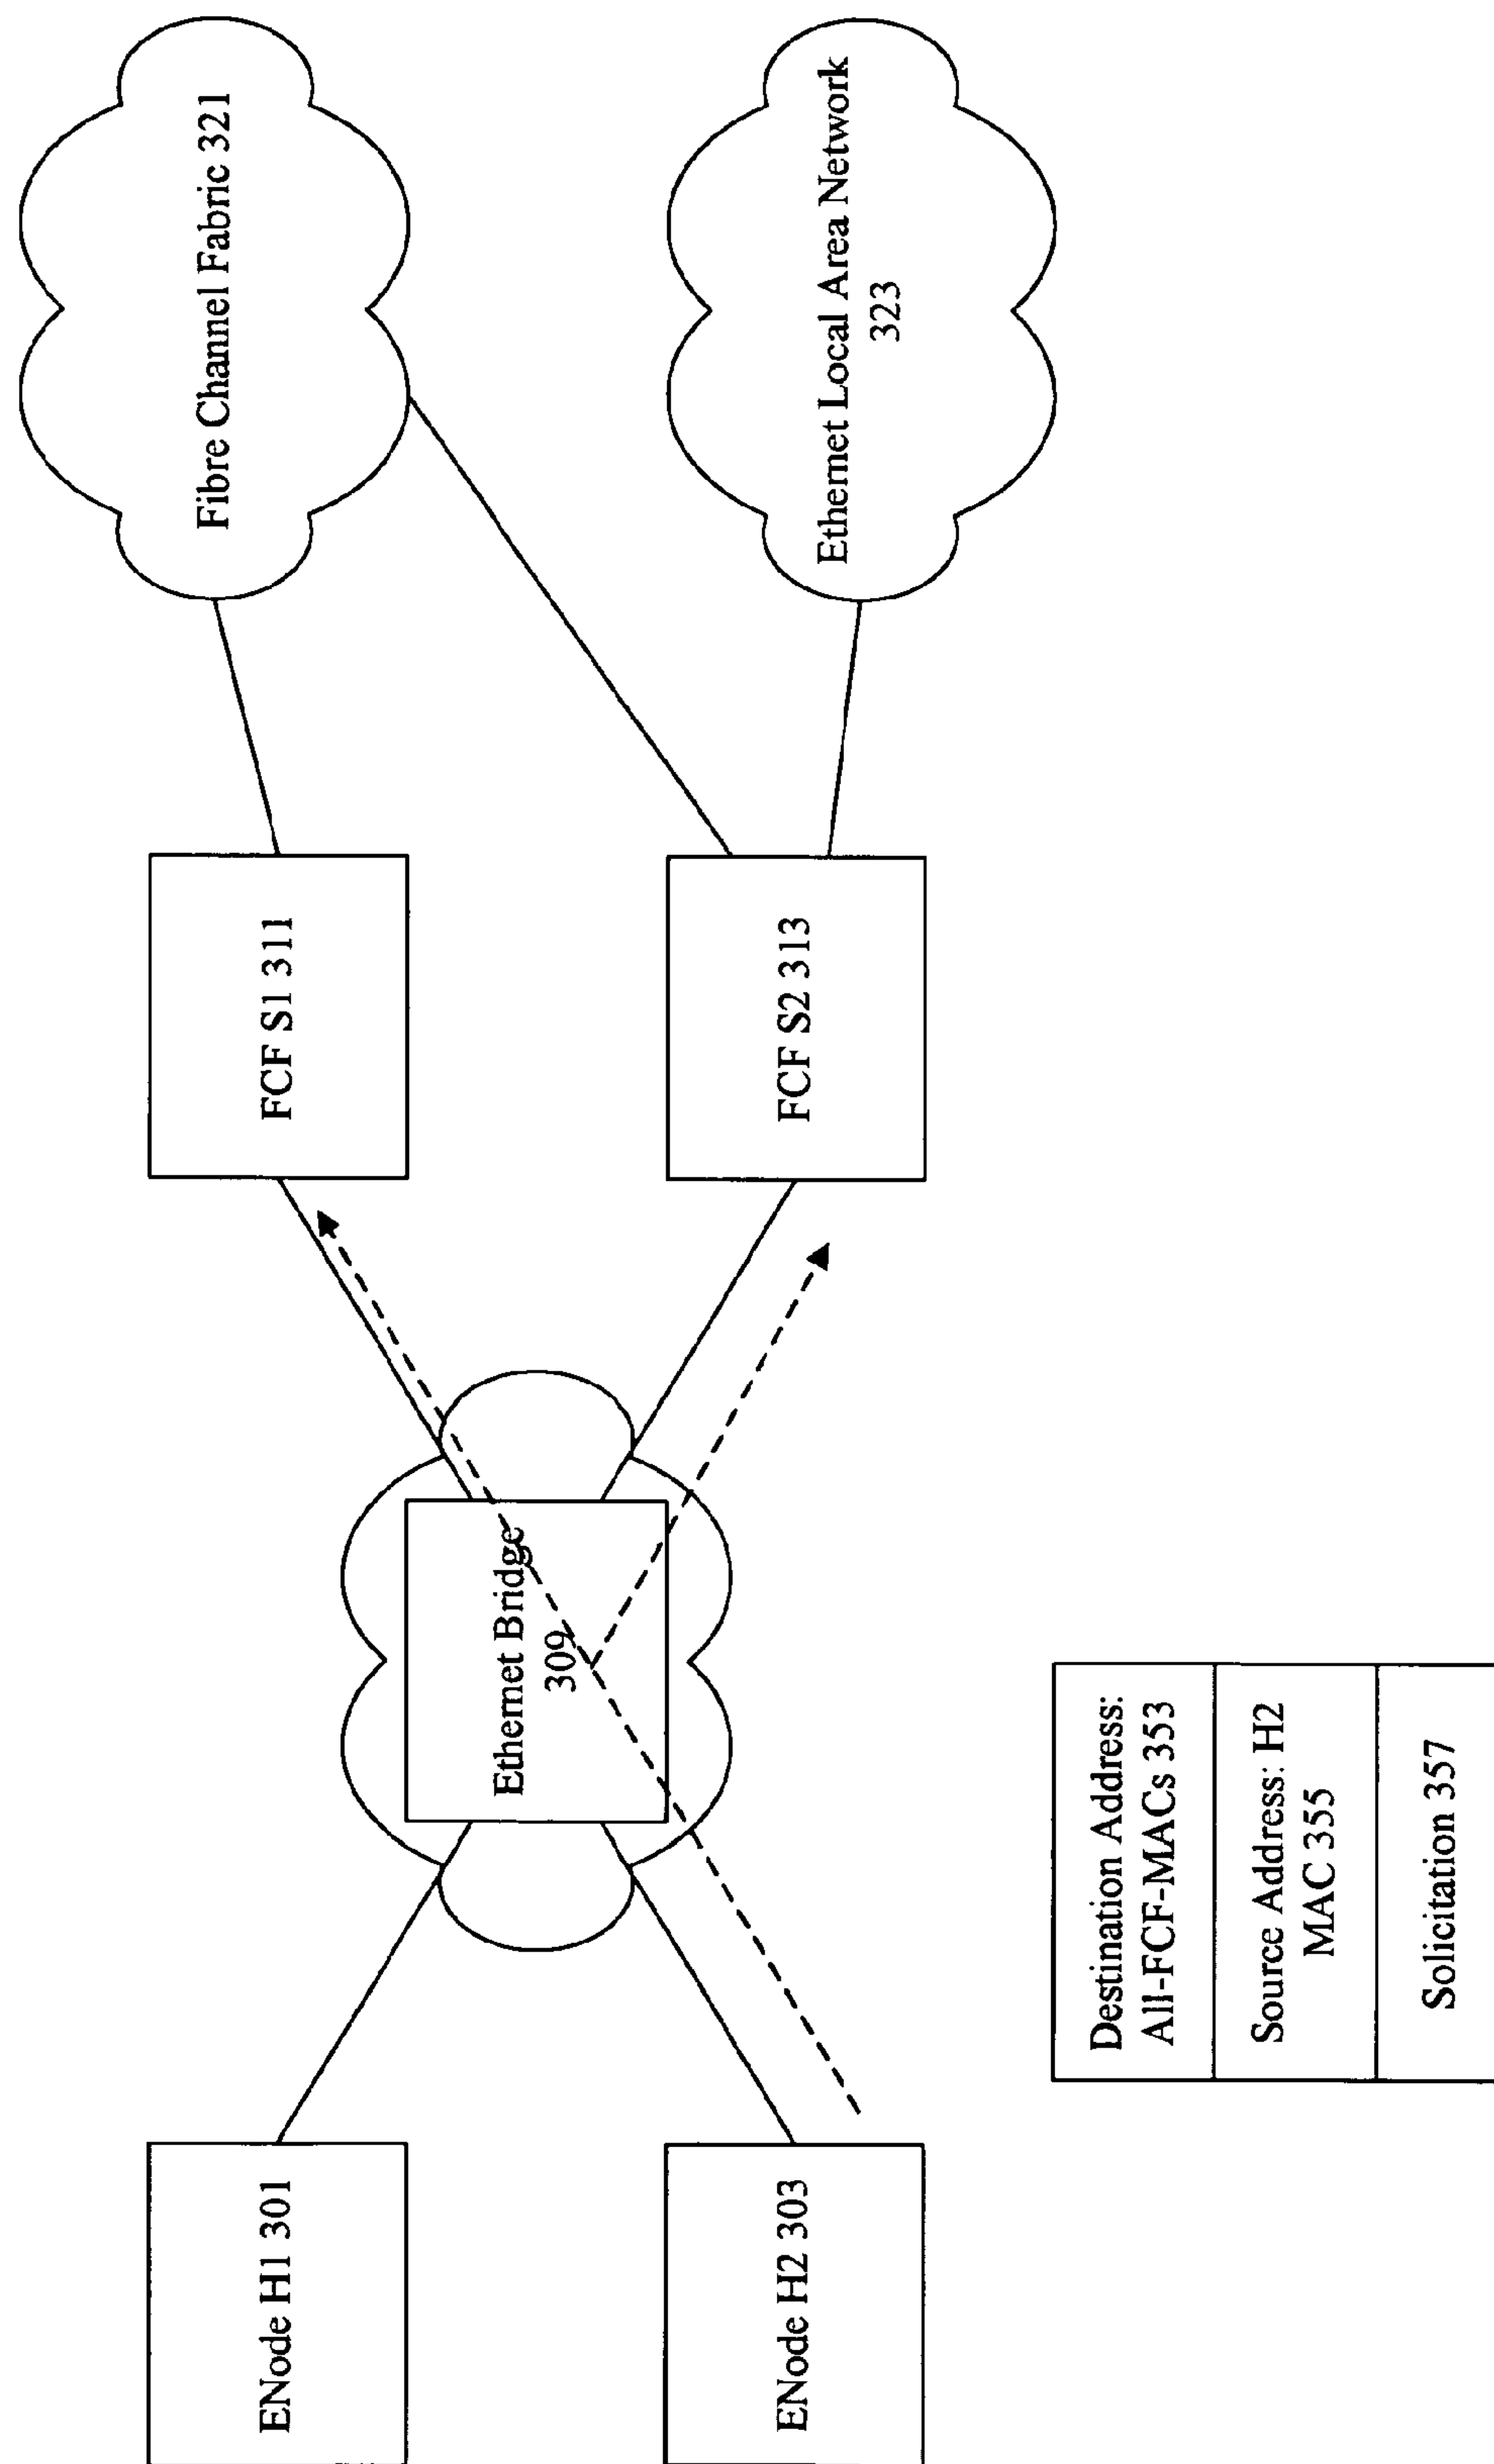 ENode H1 301
ENode H2 303
Ethernet Bridge
309
FCF S1 311
FCF S2 313
Fibre Channel Fabric 321
Ethernet Local Area Network
323
Destination Address:
All-FCF-MACs 353
Source Address: H2
MAC 355
Solicitation 357